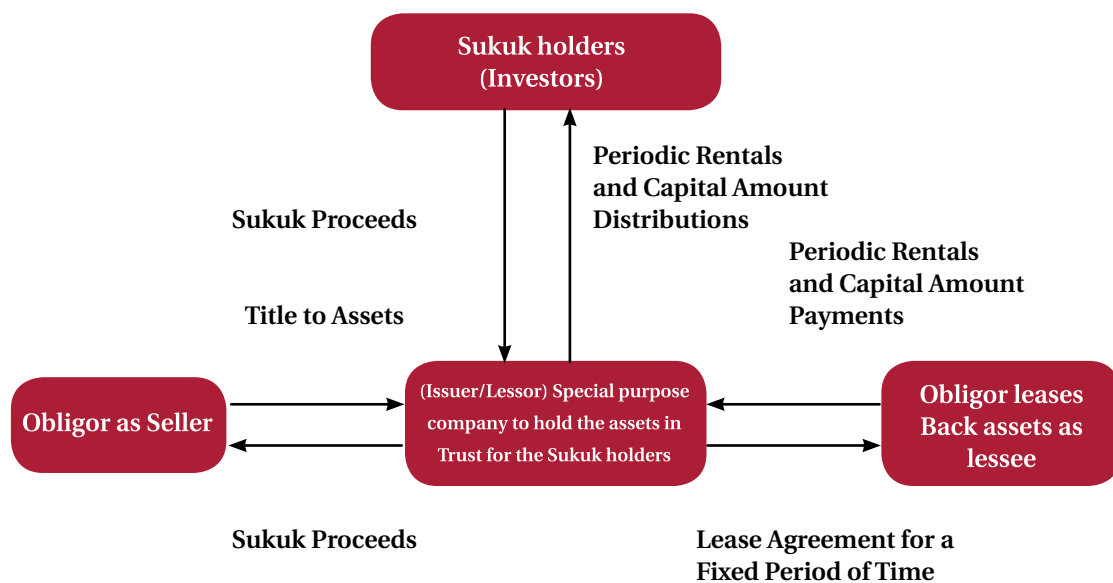 Sukuk holders
(Investors)
Periodic Rentals
and Capital Amount
Distributions
Sukuk Proceeds
Periodic Rentals
and Capital Amount
Payments
Title to Assets
Obligor as Seller
(Issuer/Lessor) Special purpose
company to hold the assets in
Trust for the Sukuk holders
Obligor leases
Back assets as
lessee
Sukuk Proceeds
Lease Agreement for a
Fixed Period of Time